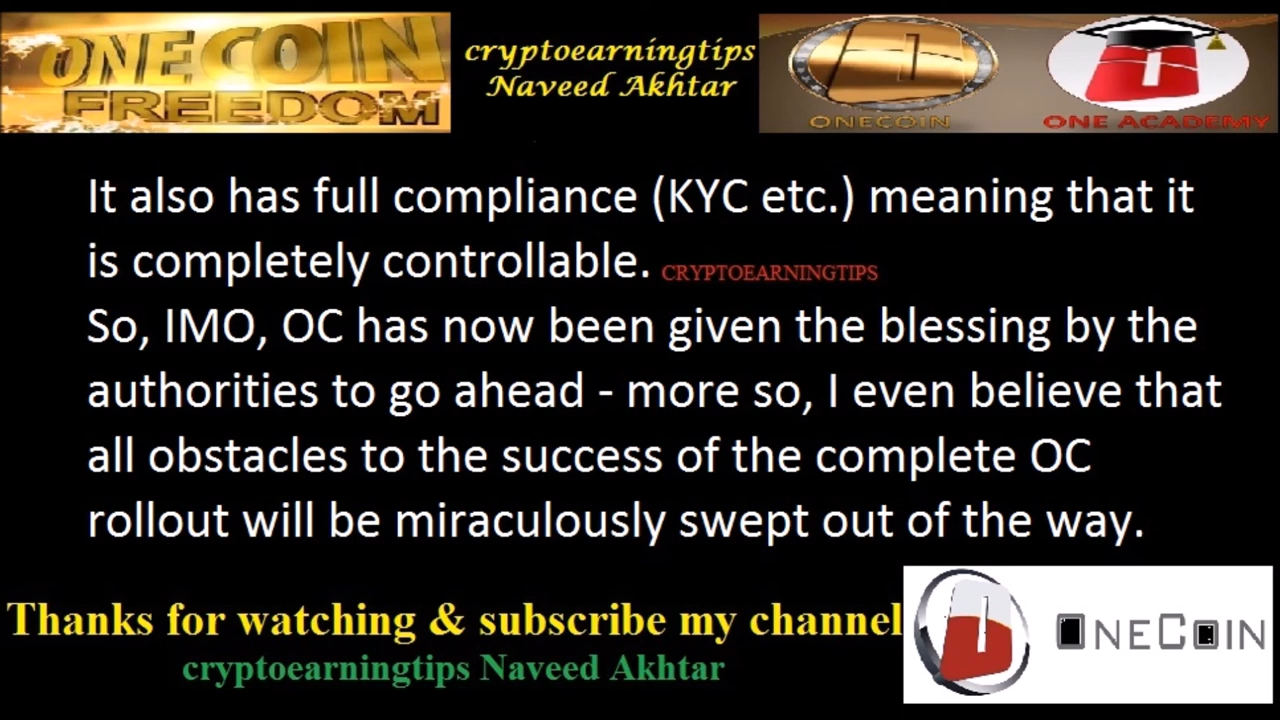 ONE COIN
FREEDOM
cryptoearningtips
Naveed Akhtar
ONECOIN
ONE ACADEMY
It also has full compliance (KYC etc.) meaning that it
is completely controllable. CRYPTOEARNINGTIPS
So, IMO, OC has now been given the blessing by the
authorities to go ahead - more so, I even believe that
all obstacles to the success of the complete OC
rollout will be miraculously swept out of the way.
Thanks for watching & subscribe my channel
cryptoearningtips Naveed Akhtar
ONECOIN